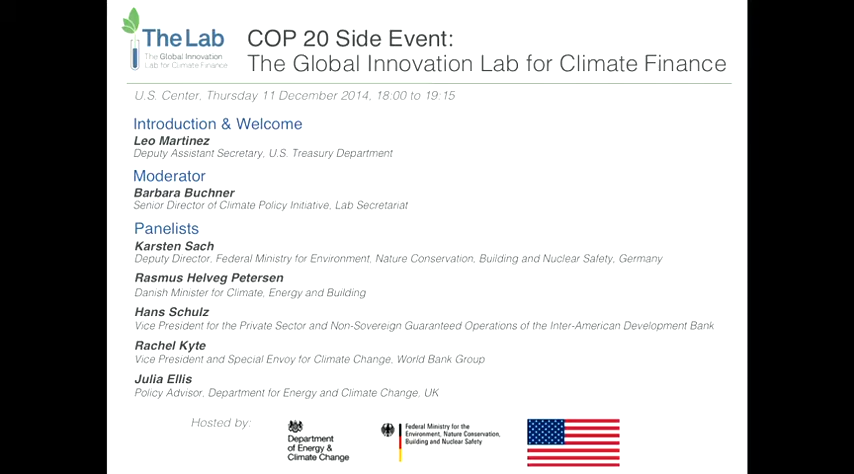 TheLab
The Global Innovation
Lab for Climate Finance
COP 20 Side Event:
The Global Innovation Lab for Climate Finance
U.S. Center, Thursday 11 December 2014, 18:00 to 19:15
Introduction & Welcome
Leo Martinez
Deputy Assistant Secretary, U.S. Treasury Department
Moderator
Barbara Buchner
Senior Director of Climate Policy Initiative, Lab Secretariat
Panelists
Karsten Sach
Deputy Director, Federal Ministry for Environment, Nature Conservation, Building and Nuclear Safety, Germany
Rasmus Helveg Petersen
Danish Minister for Climate, Energy and Building
Hans Schulz
Vice President for the Private Sector and Non-Sovereign Guaranteed Operations of the Inter-American Development Bank
Rachel Kyte
Vice President and Special Envoy for Climate Change, World Bank Group
Julia Ellis
Policy Advisor, Department for Energy and Climate Change, UK
Hosted by:
Department
of Energy &
Climate Change
Federal Ministry for the
Environment, Nature Conservation,
Building and Nuclear Safety